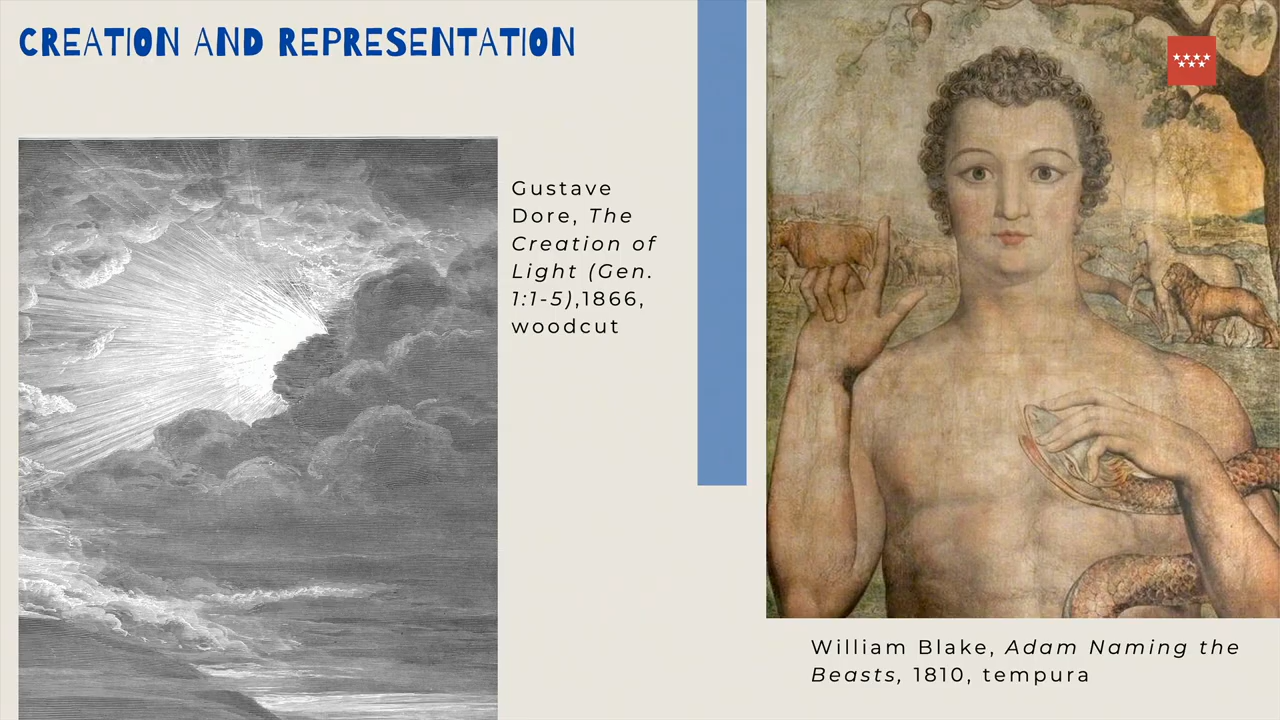 CREATION AND REPRESENTATION
Gustave
Dore, The
Creation of
Light (Gen.
1:1-5),1866,
woodcut
William Blake, Adam Naming the
Beasts, 1810, tempura